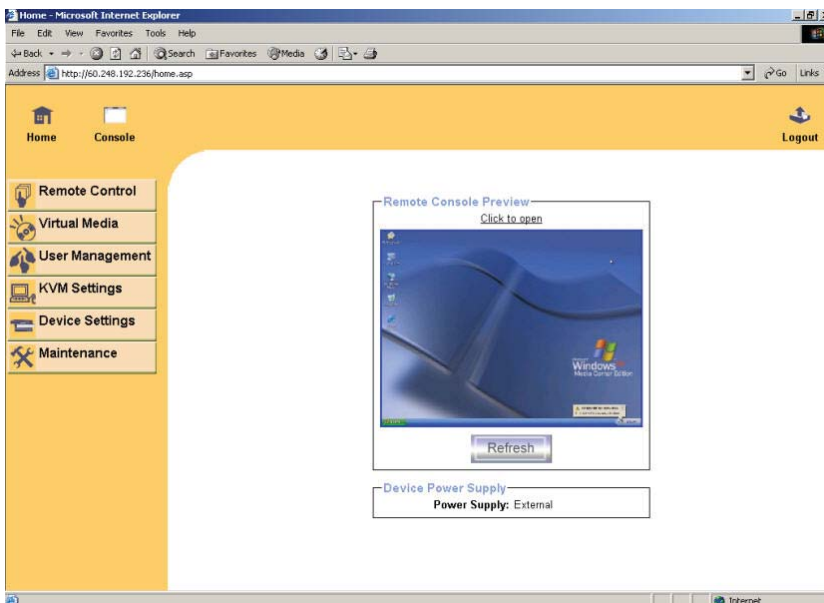 Home - Microsoft Internet Explorer
File Edit View Favorites Tools Help
Back Search Favorites Media
Address http://60.248.192.236/home.asp Go Links
Home Console Logout
Remote Control
Virtual Media
User Management
KVM Settings
Device Settings
Maintenance
Remote Console Preview
Click to open
Windows
Media Center Edition
Refresh
Device Power Supply
Power Supply: External
Internet